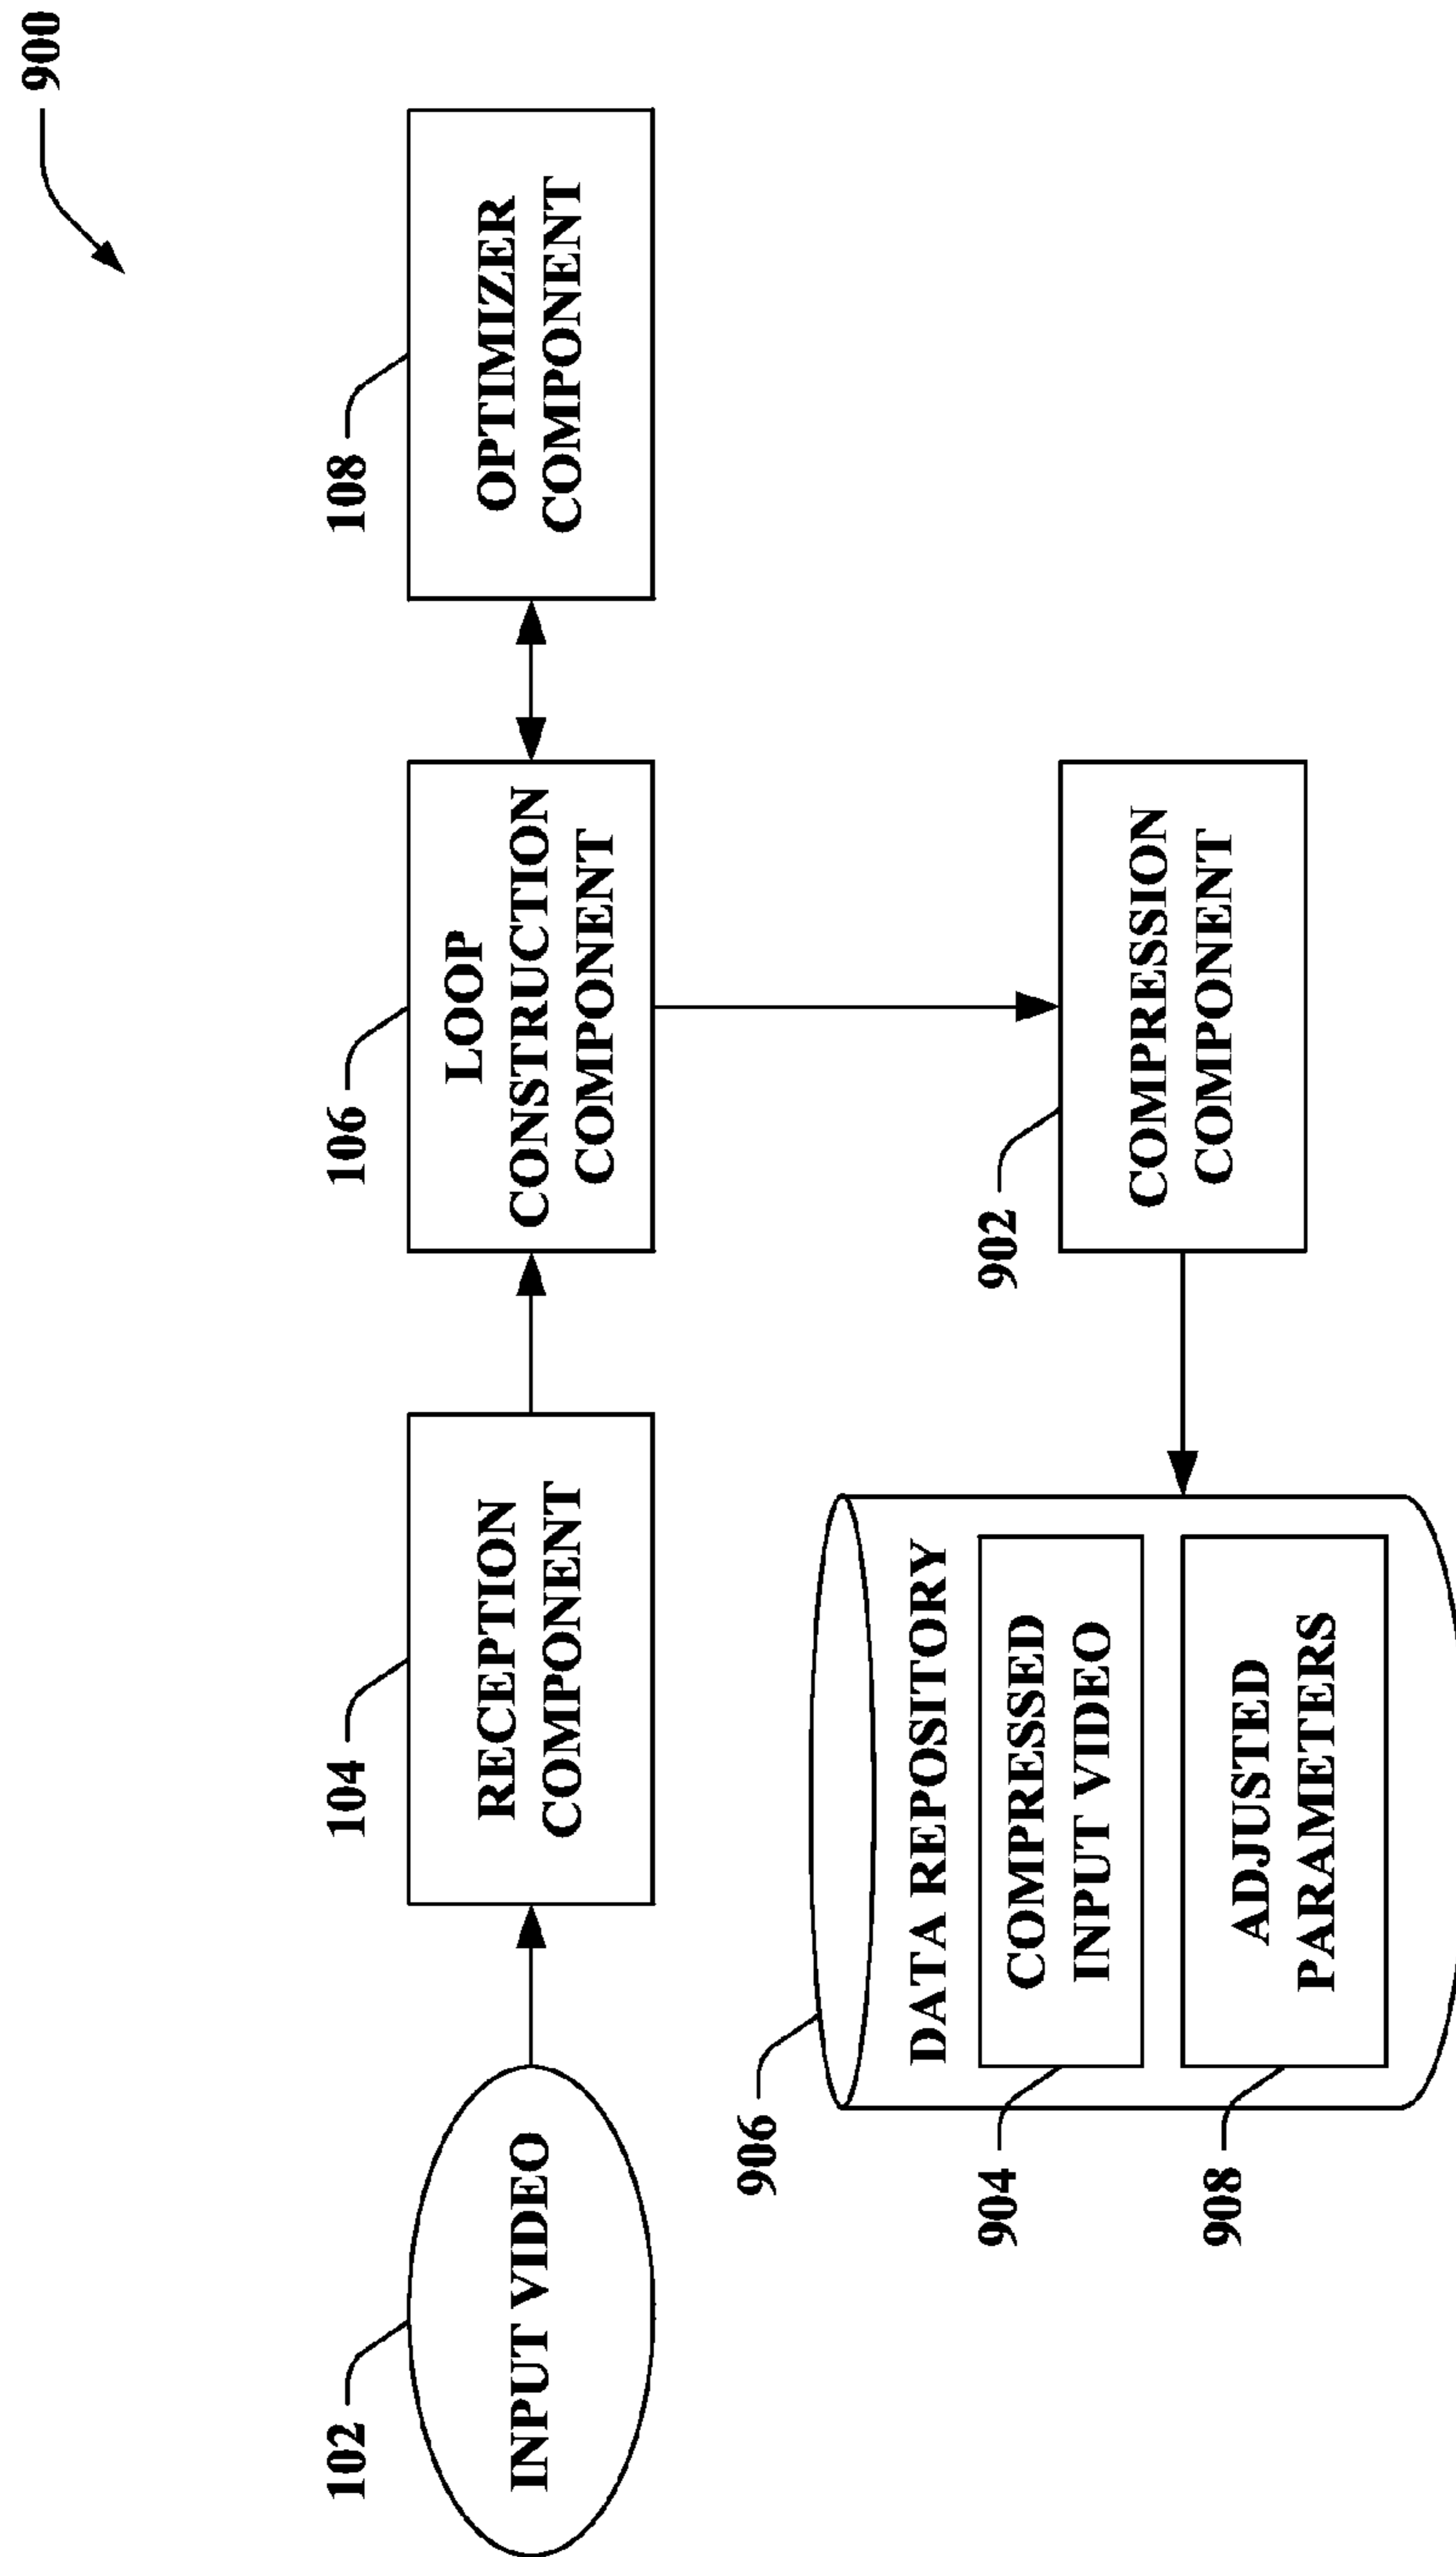 900
102
INPUT VIDEO
104
RECEPTION
COMPONENT
106
LOOP
CONSTRUCTION
COMPONENT
108
OPTIMIZER
COMPONENT
906
DATA REPOSITORY
904
COMPRESSED
INPUT VIDEO
908
ADJUSTED
PARAMETERS
902
COMPRESSION
COMPONENT